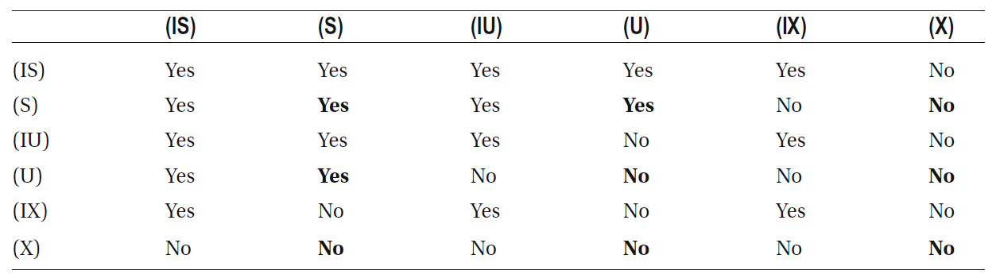 (IS) (S) (IU) (U) (IX) (X)
(IS) Yes Yes Yes Yes Yes No
(S) Yes Yes Yes Yes No No
(IU) Yes Yes Yes No Yes No
(U) Yes Yes No No No No
(IX) Yes No Yes No Yes No
(X) No No No No No No